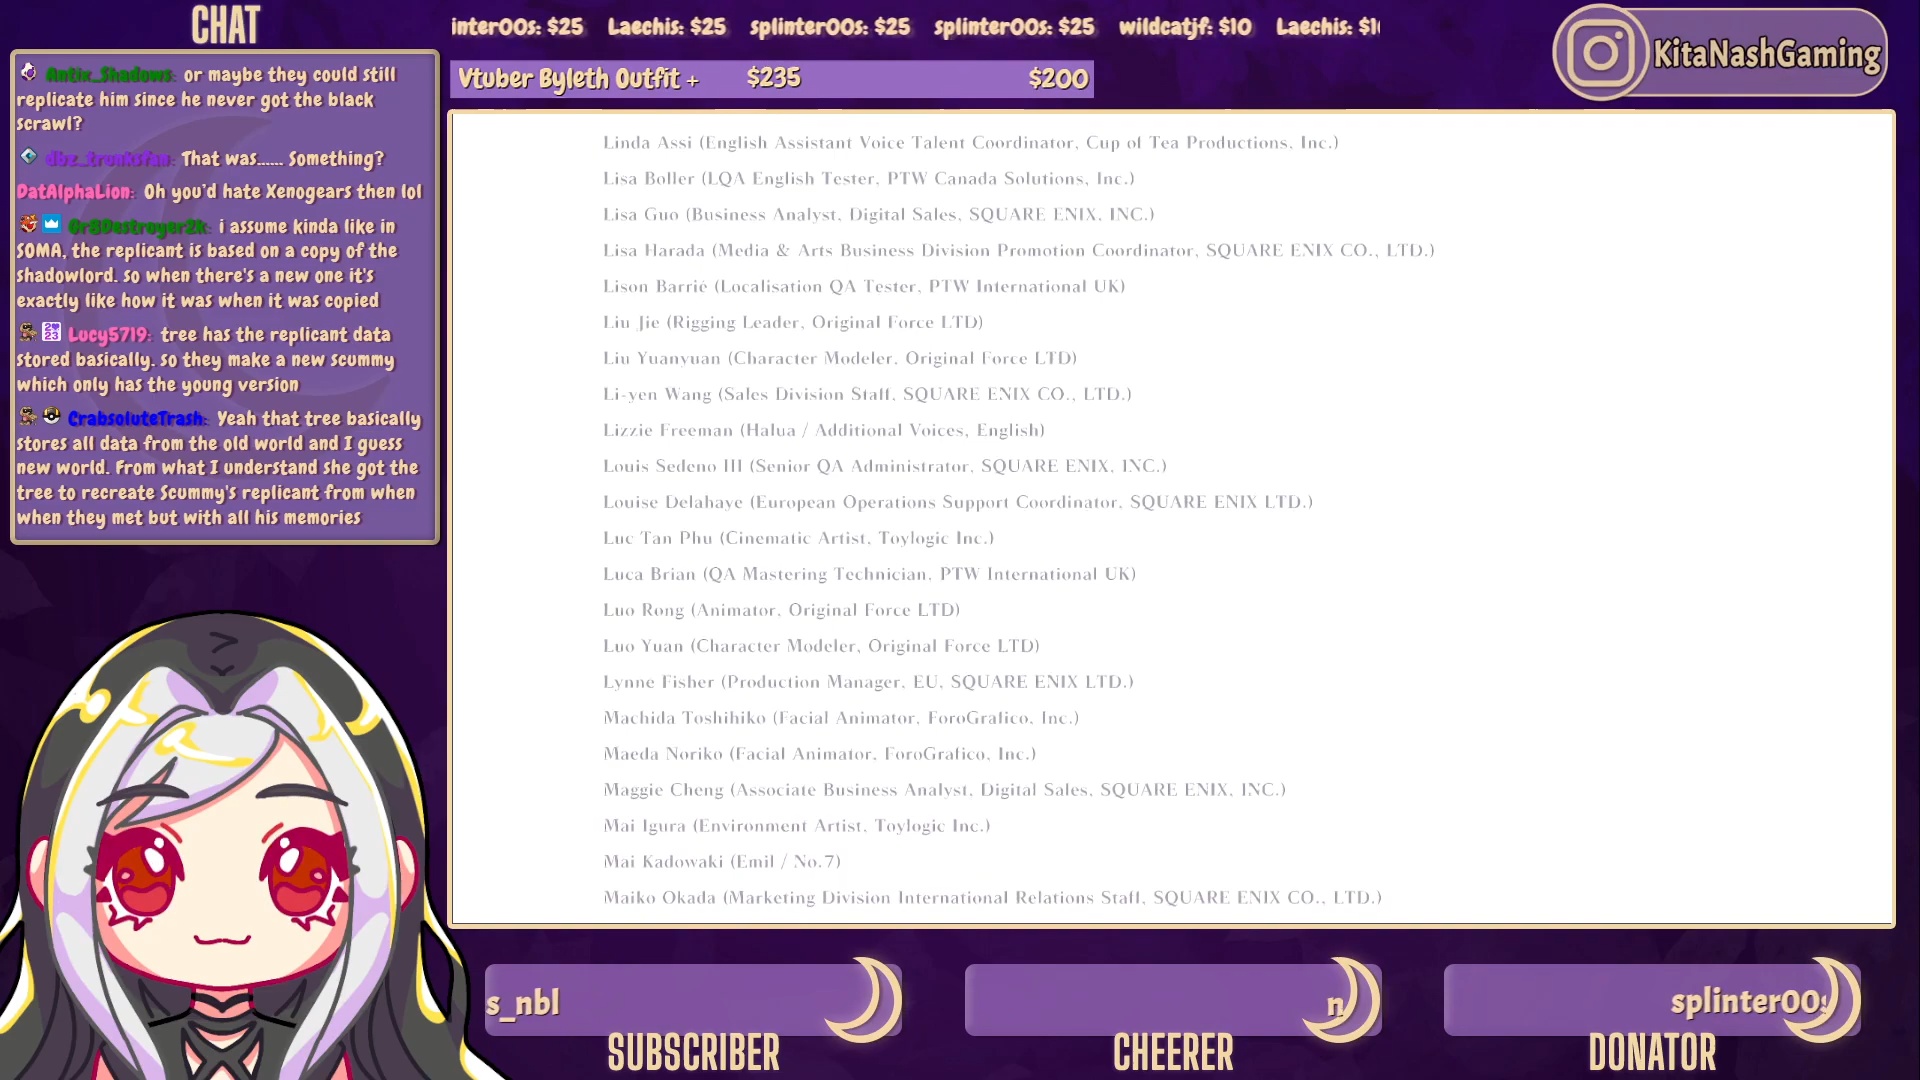 CHAT
Antix_Shadows: or maybe they could still
replicate him since he never got the black
scrawl?
dbz_trunksfan: That was...... Something?
DatAlphaLion: Oh you'd hate Xenogears then lol
Or8Destroyer2k: i assume kinda like in
SOMA, the replicant is based on a copy of the
shadowlord. so when there's a new one it's
exactly like how it was when it was copied
Lucy5719: tree has the replicant data
stored basically. so they make a new scummy
which only has the young version
CrabsoluteTrash: Yeah that tree basically
stores all data from the old world and I guess
new world. From what I understand she got the
tree to recreate Scummy's replicant from when
when they met but with all his memories
inter00s: $25 Laechis: $25 splinter00s: $25 splinter00s: $25 wildcatjf: $10 Laechis: $1
Vtuber Byleth Outfit + $235 $200
KitaNashGaming
Linda Assi (English Assistant Voice Talent Coordinator, Cup of Tea Productions, Inc.)
Lisa Boller (LQA English Tester, PTW Canada Solutions, Inc.)
Lisa Guo (Business Analyst, Digital Sales, SQUARE ENIX, INC.)
Lisa Harada (Media & Arts Business Division Promotion Coordinator, SQUARE ENIX CO., LTD.)
Lison Barrié (Localisation QA Tester, PTW International UK)
Liu Jie (Rigging Leader, Original Force LTD)
Liu Yuanyuan (Character Modeler, Original Force LTD)
Li-yen Wang (Sales Division Staff, SQUARE ENIX CO., LTD.)
Lizzie Freeman (Halua / Additional Voices, English)
Louis Sedeno III (Senior QA Administrator, SQUARE ENIX, INC.)
Louise Delahaye (European Operations Support Coordinator, SQUARE ENIX LTD.)
Luc Tan Phu (Cinematic Artist, Toylogic Inc.)
Luca Brian (QA Mastering Technician, PTW International UK)
Luo Rong (Animator, Original Force LTD)
Luo Yuan (Character Modeler, Original Force LTD)
Lynne Fisher (Production Manager, EU, SQUARE ENIX LTD.)
Machida Toshihiko (Facial Animator, ForoGrafico, Inc.)
Maeda Noriko (Facial Animator, ForoGrafico, Inc.)
Maggie Cheng (Associate Business Analyst, Digital Sales, SQUARE ENIX, INC.)
Mai Igura (Environment Artist, Toylogic Inc.)
Mai Kadowaki (Emil / No.7)
Maiko Okada (Marketing Division International Relations Staff, SQUARE ENIX CO., LTD.)
s_nbl
n
splinter00s
SUBSCRIBER
CHEERER
DONATOR